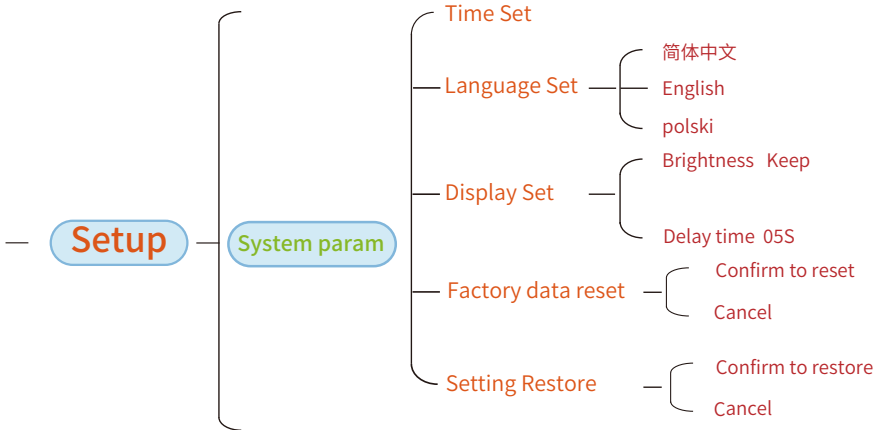 Setup
System param
Time Set
Language Set
简体中文
English
polski
Display Set
Brightness Keep
Delay time 05S
Factory data reset
Confirm to reset
Cancel
Setting Restore
Confirm to restore
Cancel